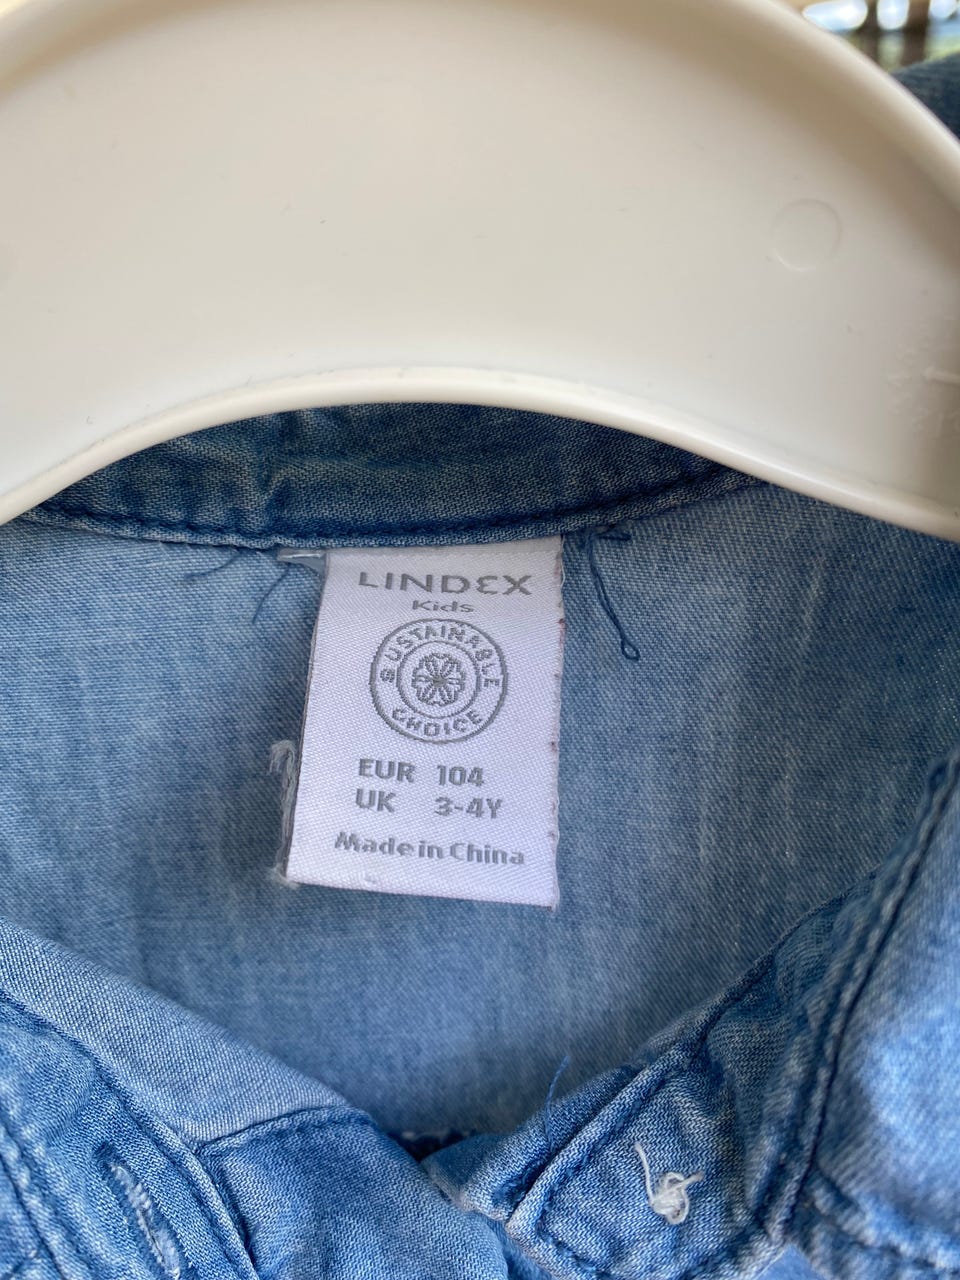 LINDEX
Kids
SUSTAINABLE
CHOICE
EUR 104
UK 3-4Y
Made in China